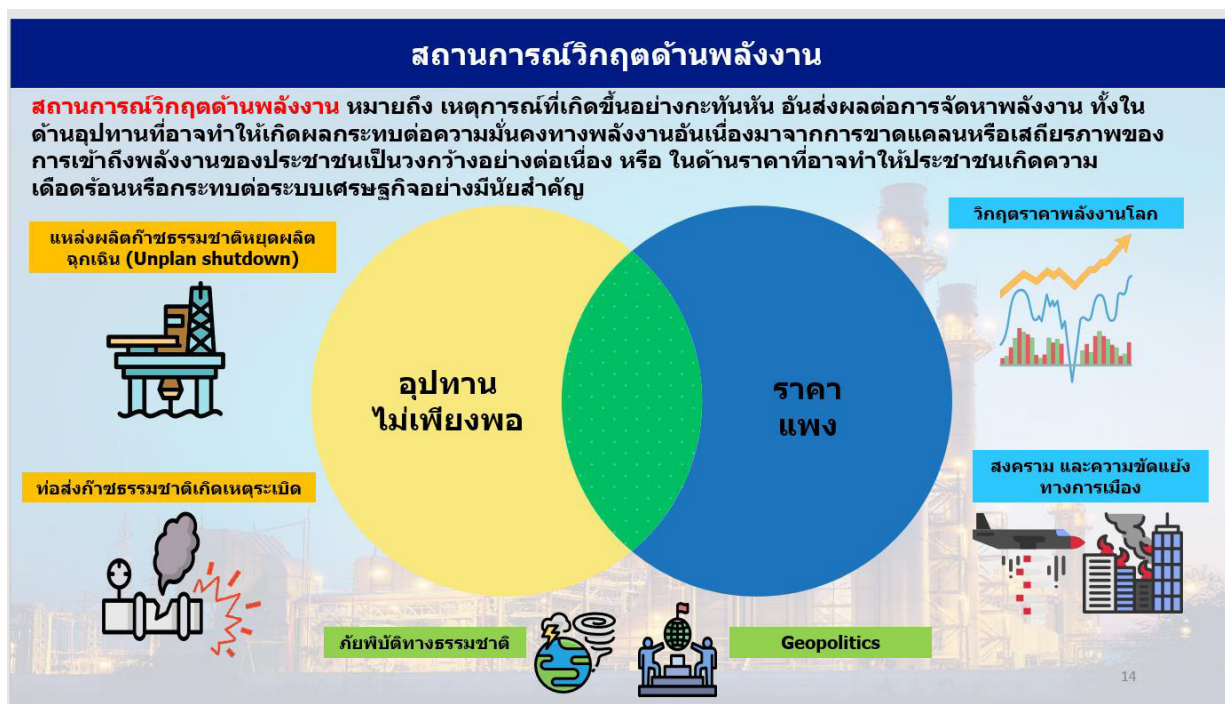 สถานการณ์วิกฤตด้านพลังงาน
สถานการณ์วิกฤตด้านพลังงาน หมายถึง เหตุการณ์ที่เกิดขึ้นอย่างกะทันหัน อันส่งผลต่อการจัดหาพลังงาน ทั้งใน
ด้านอุปทานที่อาจทำให้เกิดผลกระทบต่อความมั่นคงทางพลังงานอันเนื่องมาจากการขาดแคลนหรือเสถียรภาพของ
การเข้าถึงพลังงานของประชาชนเป็นวงกว้างอย่างต่อเนื่อง หรือ ในด้านราคาที่อาจทำให้ประชาชนเกิดความ
เดือดร้อนหรือกระทบต่อระบบเศรษฐกิจอย่างมีนัยสำคัญ
แหล่งผลิตก๊าซธรรมชาติหยุดผลิต
ฉุกเฉิน (Unplan shutdown)
วิกฤตราคาพลังงานโลก
อุปทาน
ไม่เพียงพอ
ราคา
แพง
ท่อส่งก๊าซธรรมชาติเกิดเหตุระเบิด
สงคราม และความขัดแย้ง
ทางการเมือง
ภัยพิบัติทางธรรมชาติ
Geopolitics
14